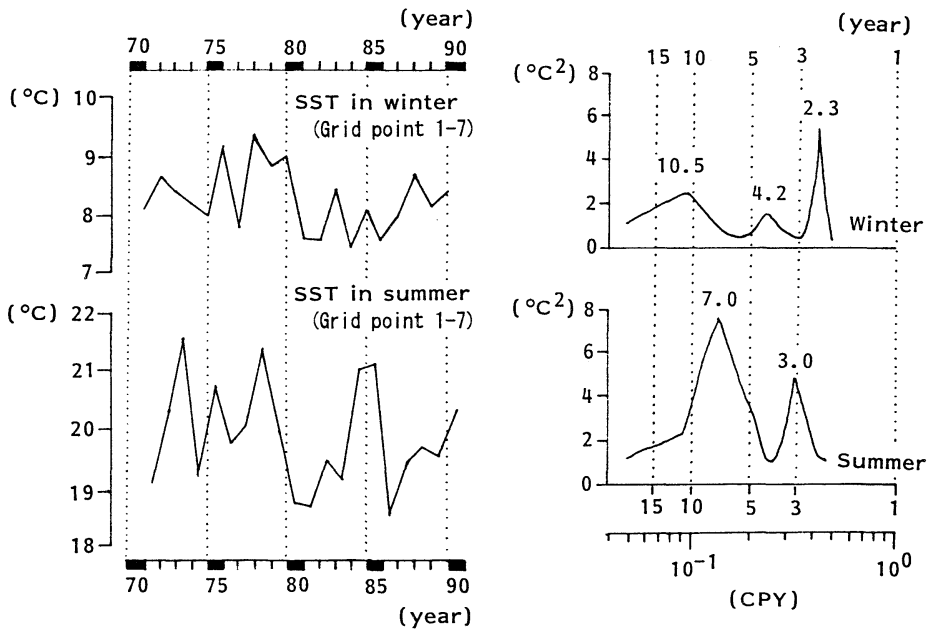 (year)
70 75 80 85 90
(°C)
10
9
8
7
SST in winter
(Grid point 1-7)
(°C)
22
21
20
19
18
SST in summer
(Grid point 1-7)
70 75 80 85 90
(year)
(year)
15 10 5 3 1
(°C²)
8
6
4
2
0
10.5
4.2
2.3
Winter
(°C²)
8
6
4
2
0
7.0
3.0
Summer
15 10 5 3 1
10⁻¹ 10⁰
(CPY)